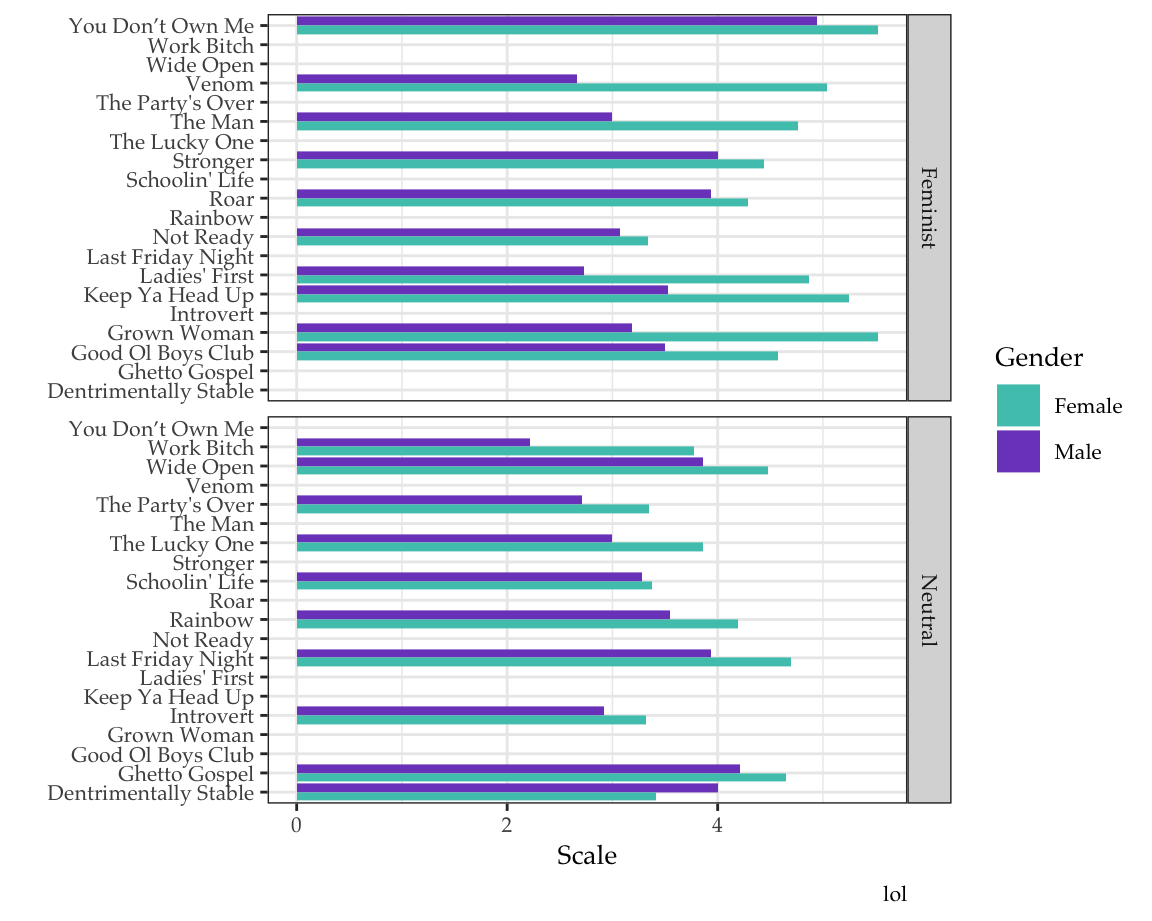 You Don’t Own Me
Work Bitch
Wide Open
Venom
The Party's Over
The Man
The Lucky One
Stronger
Schoolin' Life
Roar
Rainbow
Not Ready
Last Friday Night
Ladies' First
Keep Ya Head Up
Introvert
Grown Woman
Good Ol Boys Club
Ghetto Gospel
Dentrimentally Stable
Feminist
You Don’t Own Me
Work Bitch
Wide Open
Venom
The Party's Over
The Man
The Lucky One
Stronger
Schoolin' Life
Roar
Rainbow
Not Ready
Last Friday Night
Ladies' First
Keep Ya Head Up
Introvert
Grown Woman
Good Ol Boys Club
Ghetto Gospel
Dentrimentally Stable
Neutral
0 2 4
Scale
Gender
Female
Male
lol